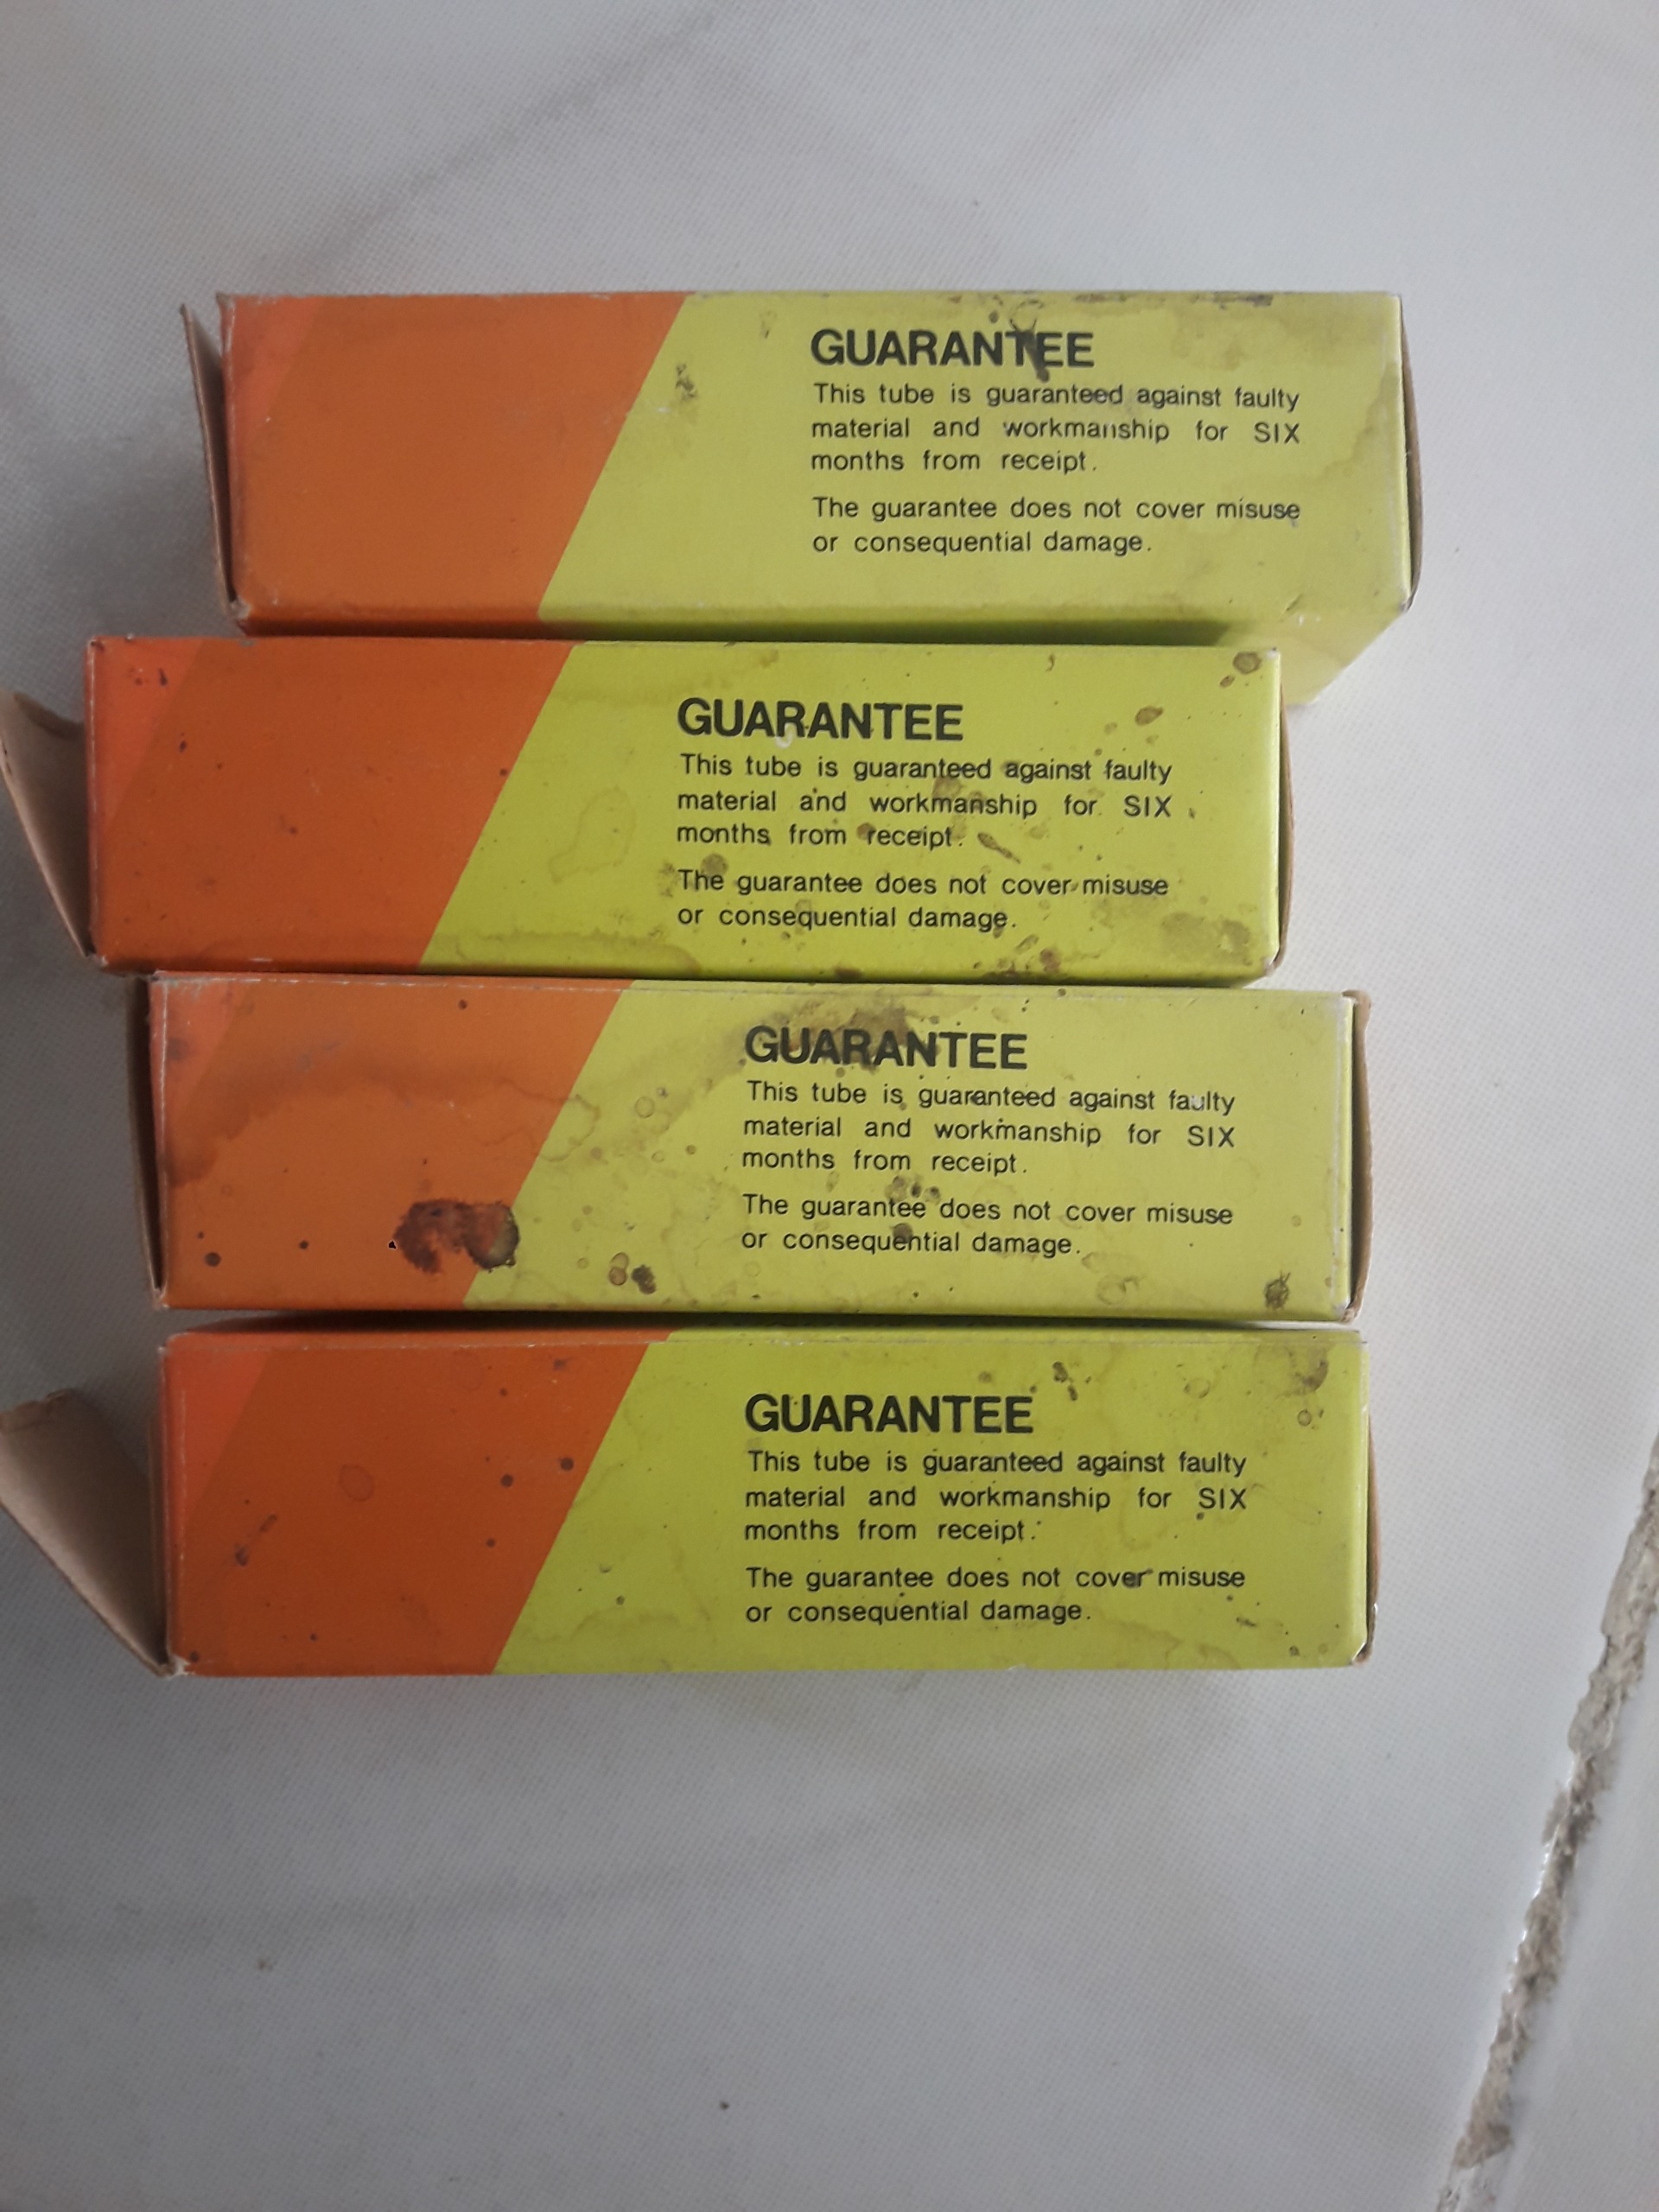 GUARANTEE
This tube is guaranteed against faulty
material and workmanship for SIX
months from receipt.
The guarantee does not cover misuse
or consequential damage.
GUARANTEE
This tube is guaranteed against faulty
material and workmanship for SIX
months from receipt.
The guarantee does not cover misuse
or consequential damage.
GUARANTEE
This tube is guaranteed against faulty
material and workmanship for SIX
months from receipt.
The guarantee does not cover misuse
or consequential damage.
GUARANTEE
This tube is guaranteed against faulty
material and workmanship for SIX
months from receipt.
The guarantee does not cover misuse
or consequential damage.